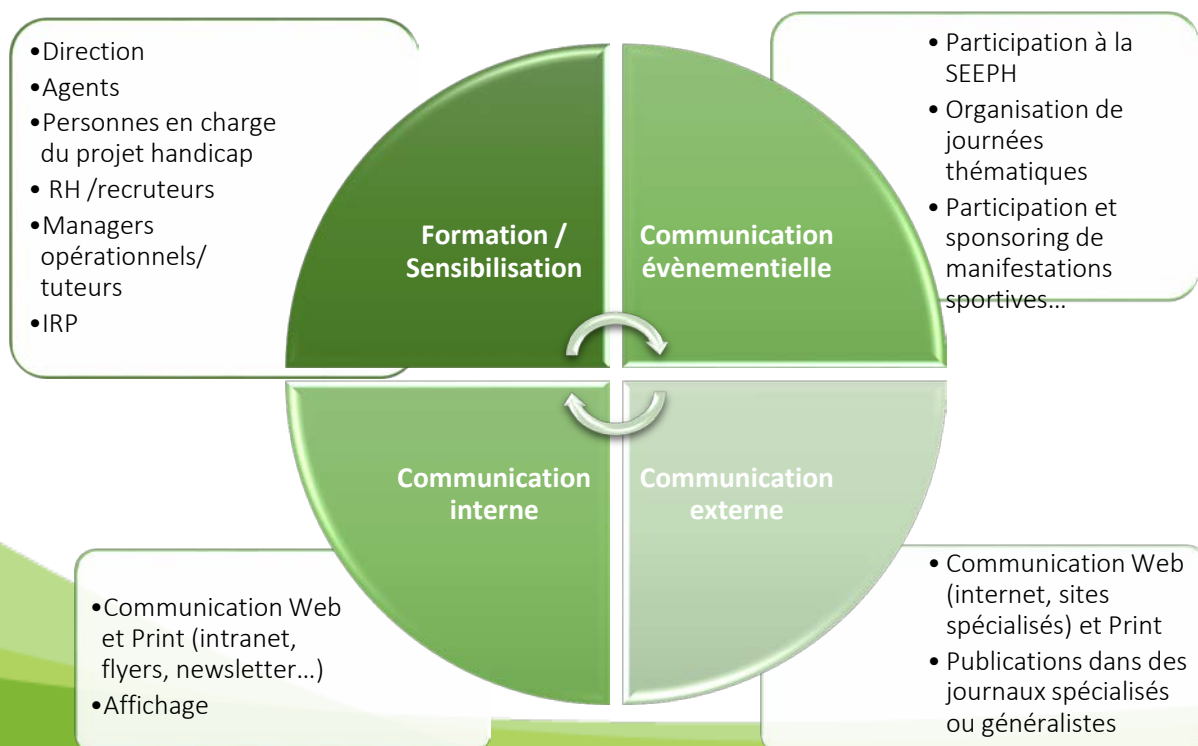 •Direction
•Agents
•Personnes en charge
du projet handicap
• RH /recruteurs
•Managers
opérationnels/
tuteurs
•IRP
• Participation à la
SEEPH
• Organisation de
journées
thématiques
• Participation et
sponsoring de
manifestations
sportives…
Formation /
Sensibilisation
Communication
évènementielle
Communication
interne
Communication
externe
•Communication Web
et Print (intranet,
flyers, newsletter…)
•Affichage
• Communication Web
(internet, sites
spécialisés) et Print
• Publications dans des
journaux spécialisés
ou généralistes